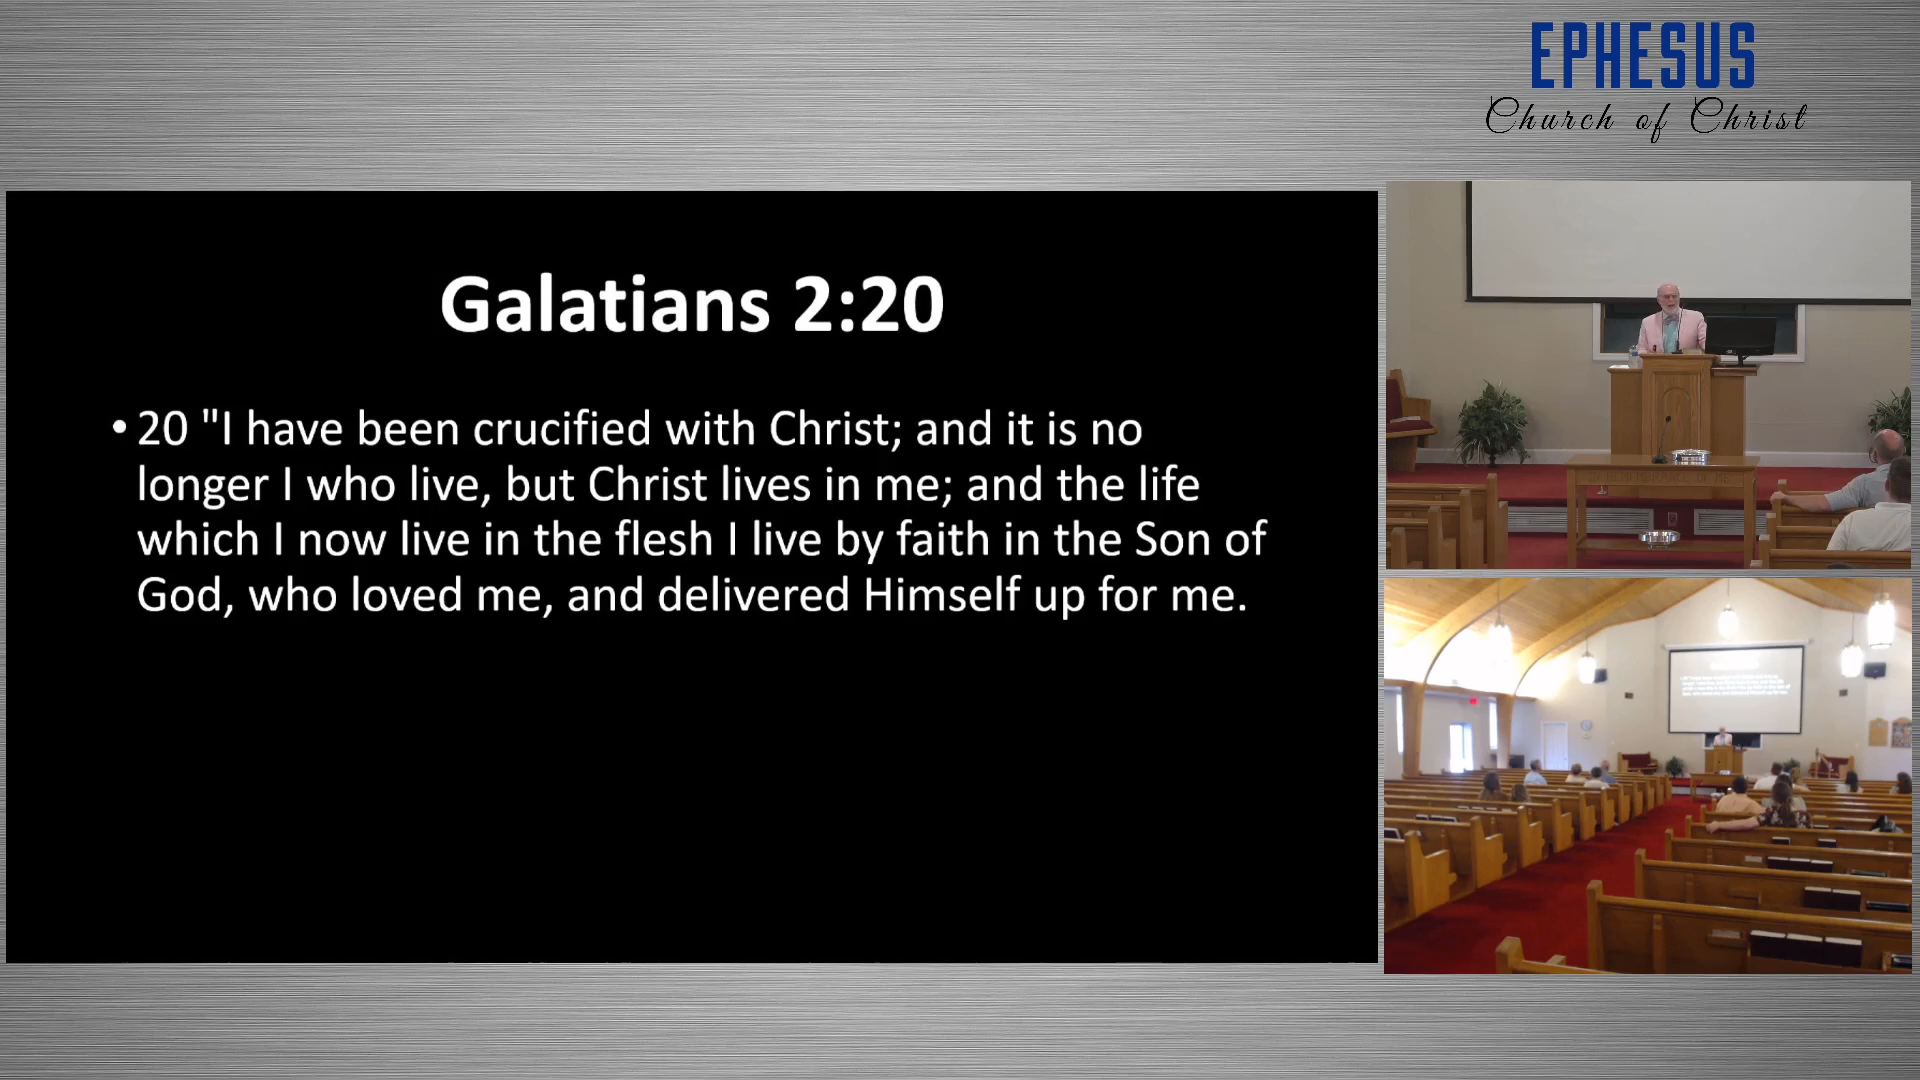 EPHESUS
Church of Christ
Galatians 2:20
• 20 "I have been crucified with Christ; and it is no
longer I who live, but Christ lives in me; and the life
which I now live in the flesh I live by faith in the Son of
God, who loved me, and delivered Himself up for me.